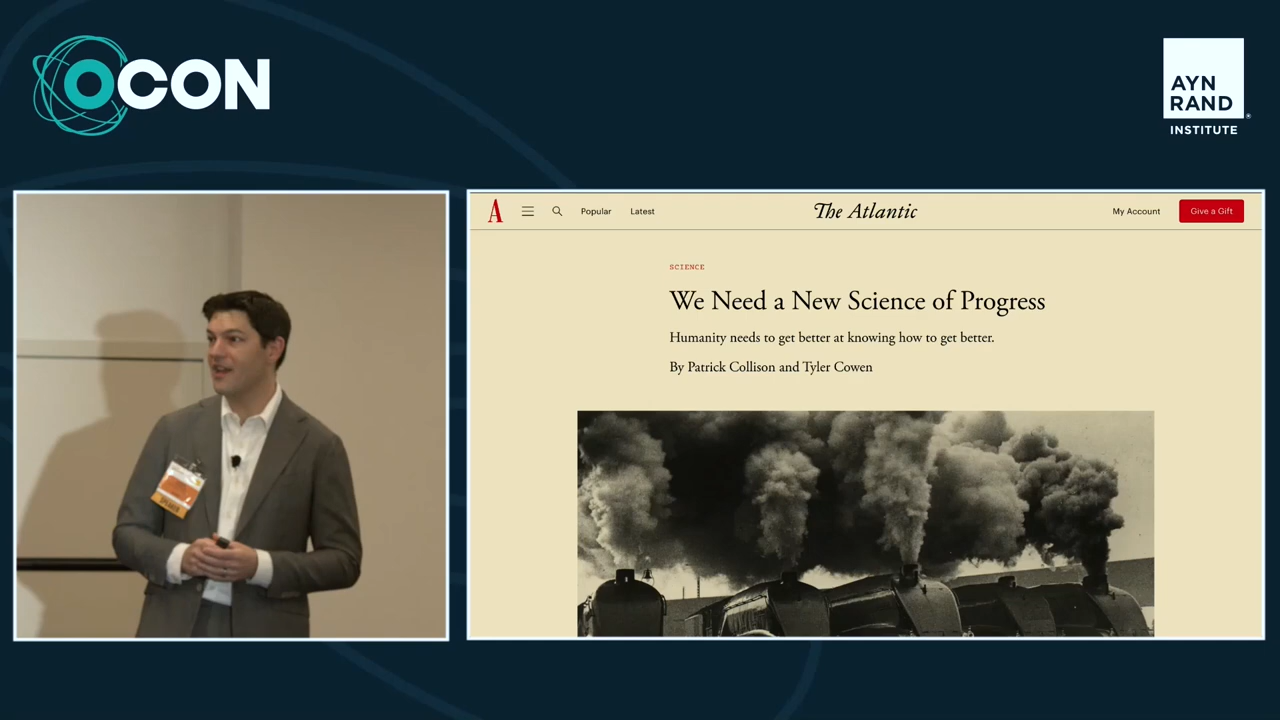 OCON
AYN
RAND
®
INSTITUTE
A
Popular
Latest
The Atlantic
My Account
Give a Gift
SCIENCE
We Need a New Science of Progress
Humanity needs to get better at knowing how to get better.
By Patrick Collison and Tyler Cowen